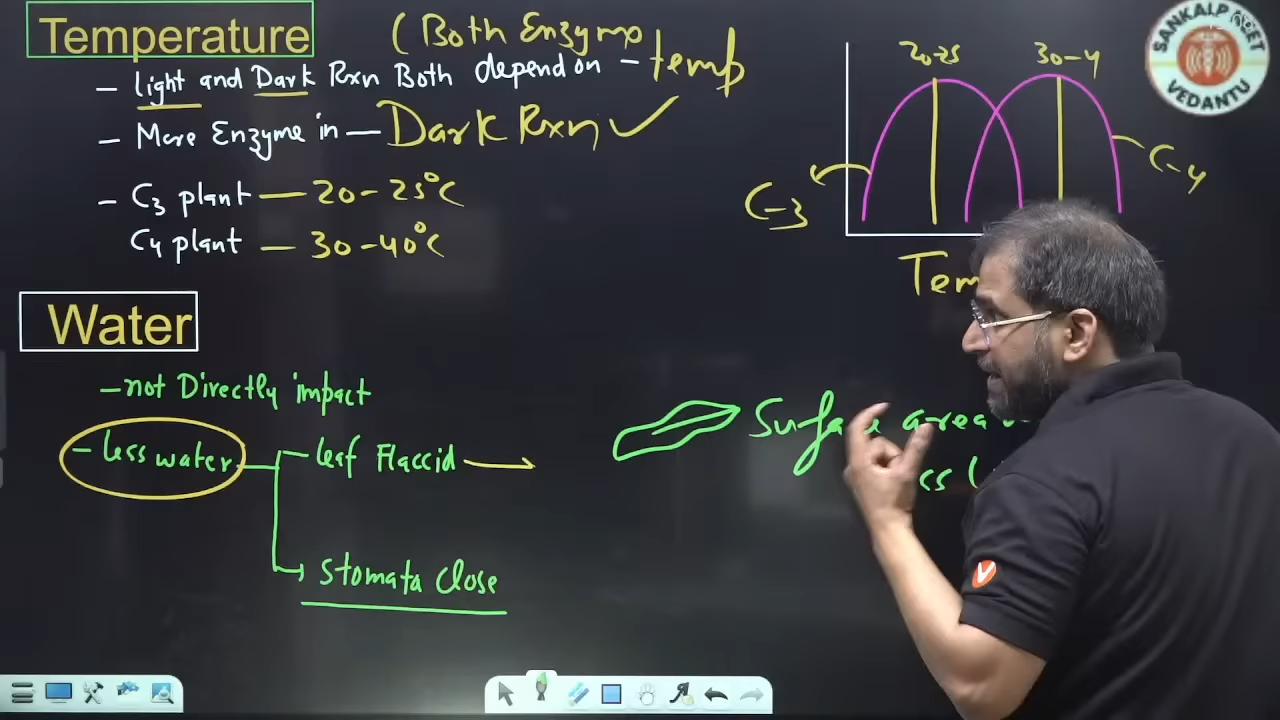 Temperature (Both Enzyme
- Light and Dark Rxn Both depend on - temp
- More Enzyme in - Dark Rxn ✓
- C3 plant - 20-25°C
C4 plant - 30-40°C
20-25
30-4
C-3
C-4
Water
- not Directly impact
- less water
leaf Flaccid
Stomata Close
Surface area
SANKALP NEET
VEDANTU